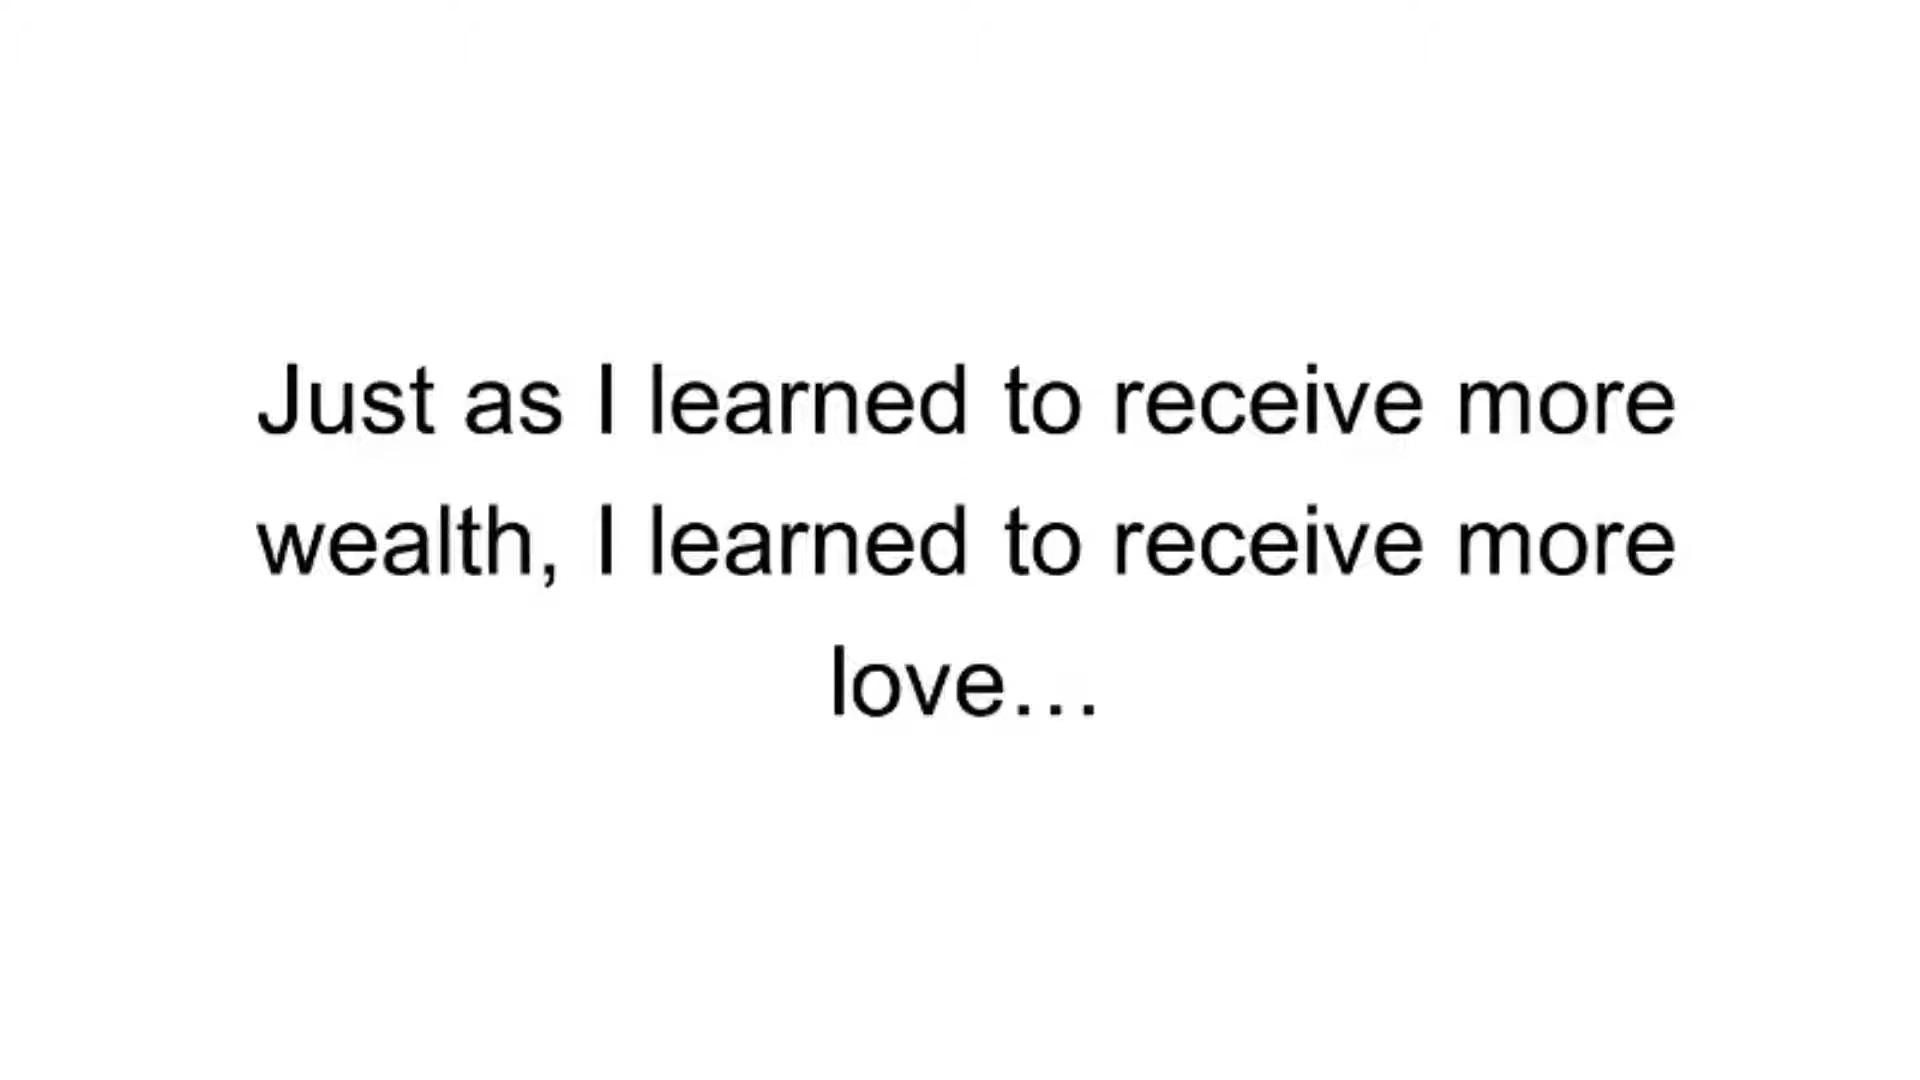 Just as I learned to receive more
wealth, I learned to receive more
love…